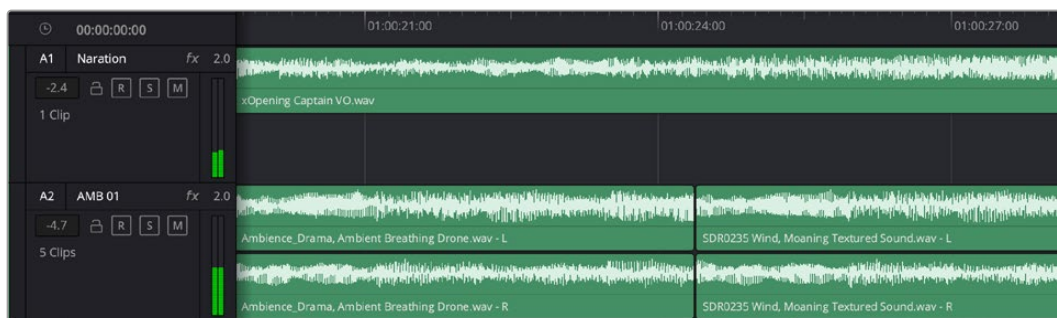 00:00:00:00 01:00:21:00 01:00:24:00 01:00:27:00
A1 Naration fx 2.0
-2.4 R S M
1 Clip
xOpening Captain VO.wav
A2 AMB 01 fx 2.0
-4.7 R S M
5 Clips
Ambience_Drama, Ambient Breathing Drone.wav - L SDR0235 Wind, Moaning Textured Sound.wav - L
Ambience_Drama, Ambient Breathing Drone.wav - R SDR0235 Wind, Moaning Textured Sound.wav - R